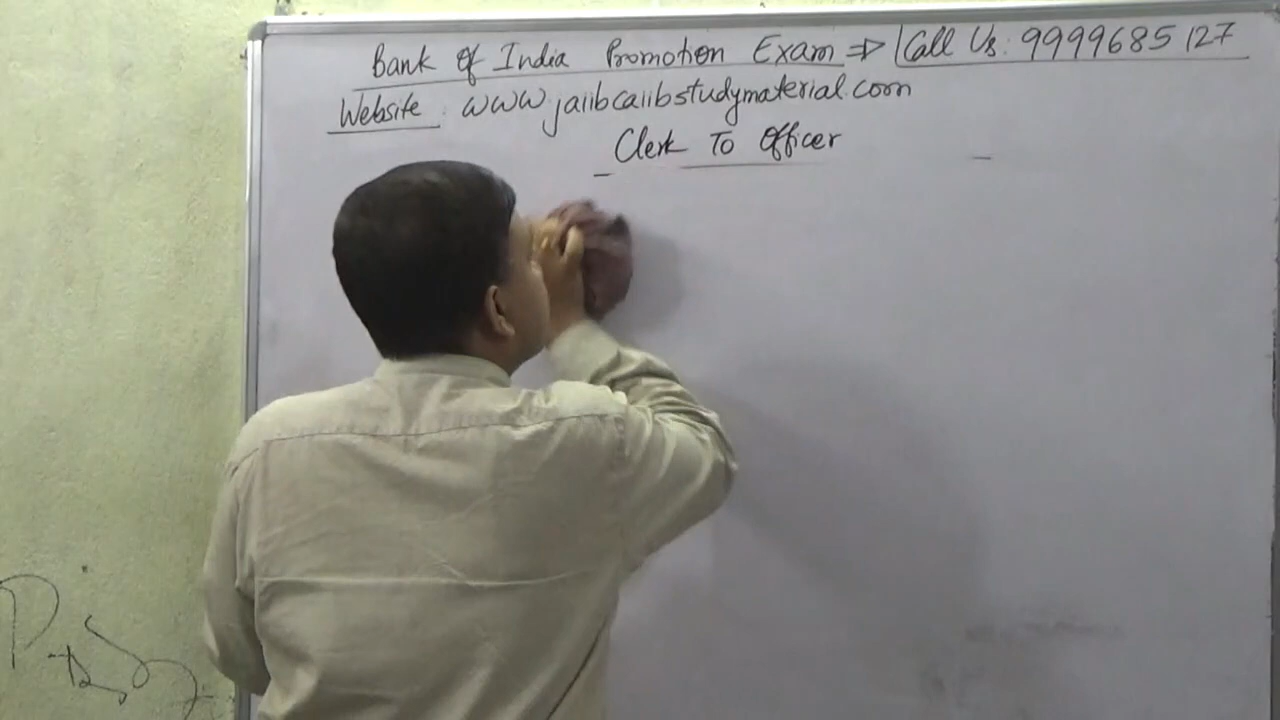 Bank Of India Promotion Exam ⇒ Call Us: 9999685127
Website : www.jaiibcaiibstudymaterial.com
Clerk To Officer